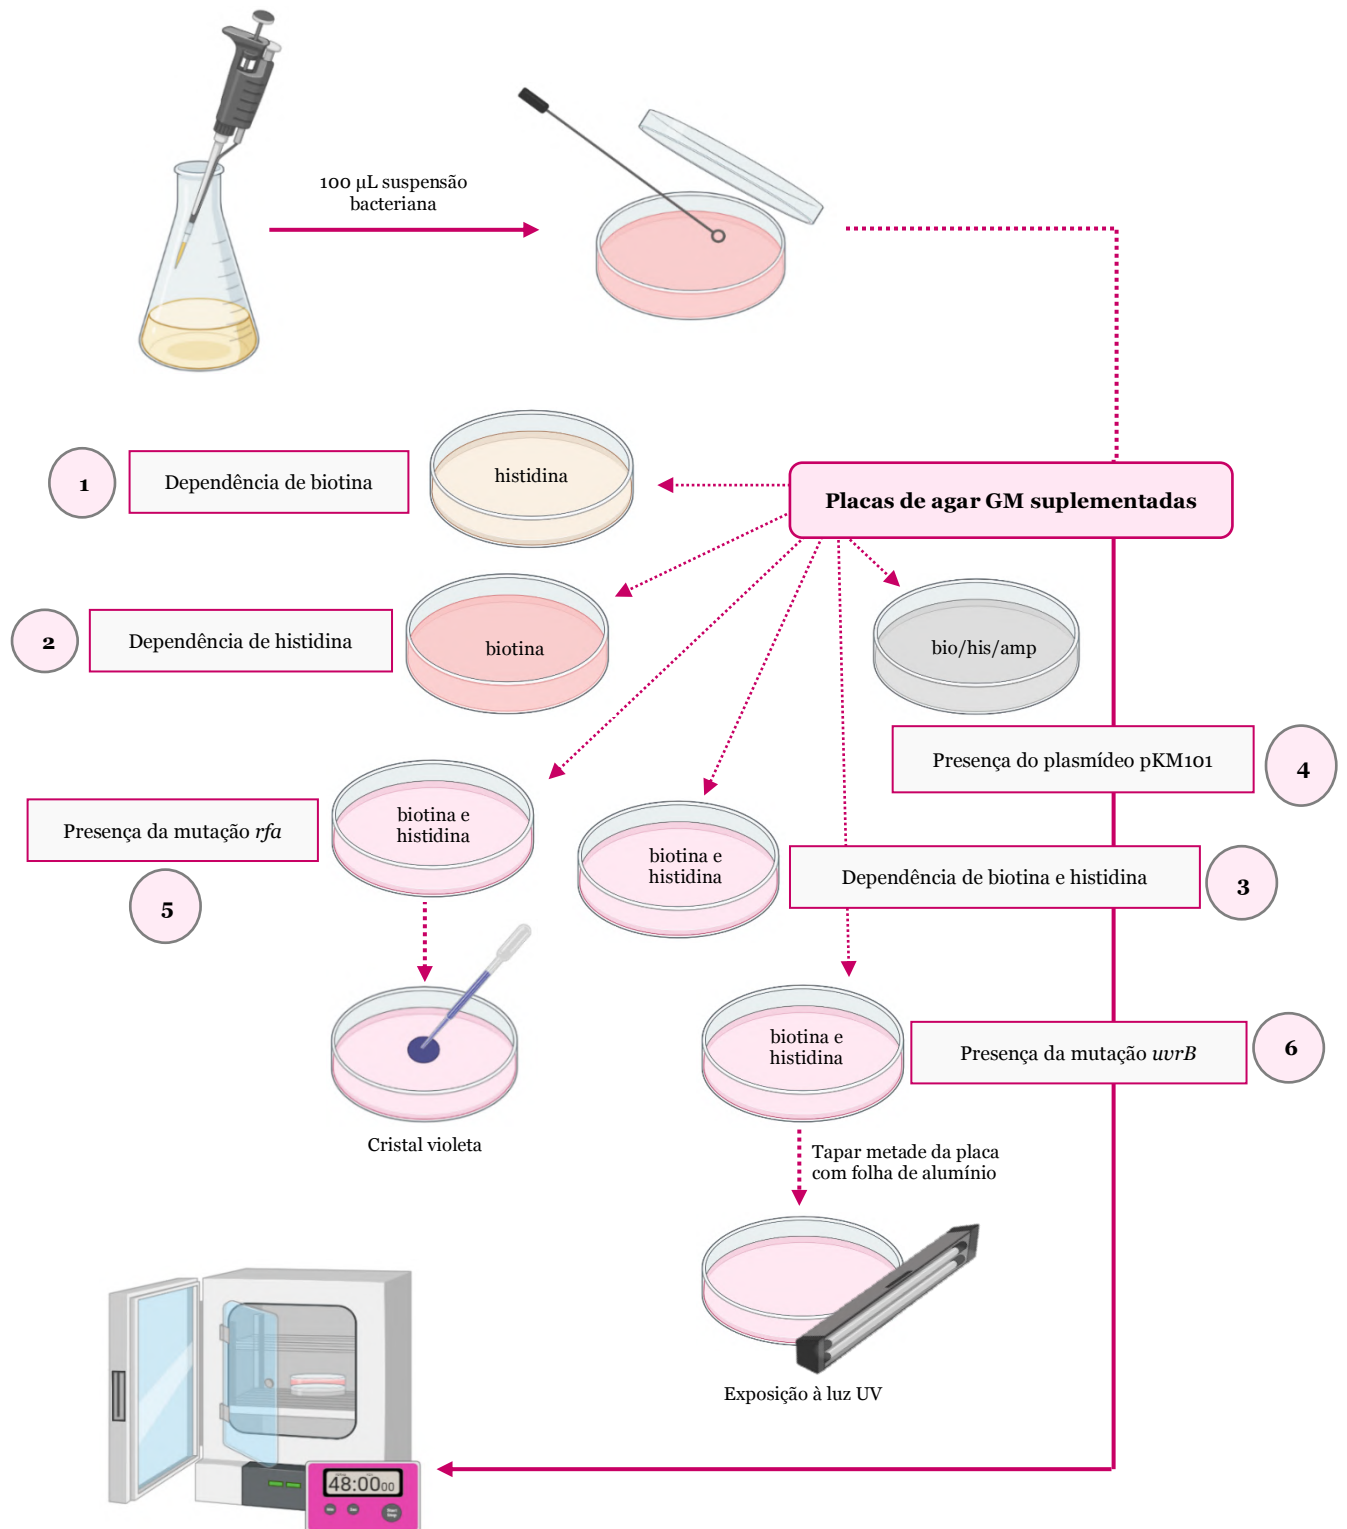 100 µL suspensão
bacteriana
1
Dependência de biotina
histidina
Placas de agar GM suplementadas
2
Dependência de histidina
biotina
bio/his/amp
Presença do plasmídeo pKM101
4
Presença da mutação rfa
5
biotina e
histidina
biotina e
histidina
Dependência de biotina e histidina
3
biotina e
histidina
Presença da mutação uvrB
6
Cristal violeta
Tapar metade da placa
com folha de alumínio
Exposição à luz UV
48:00 00